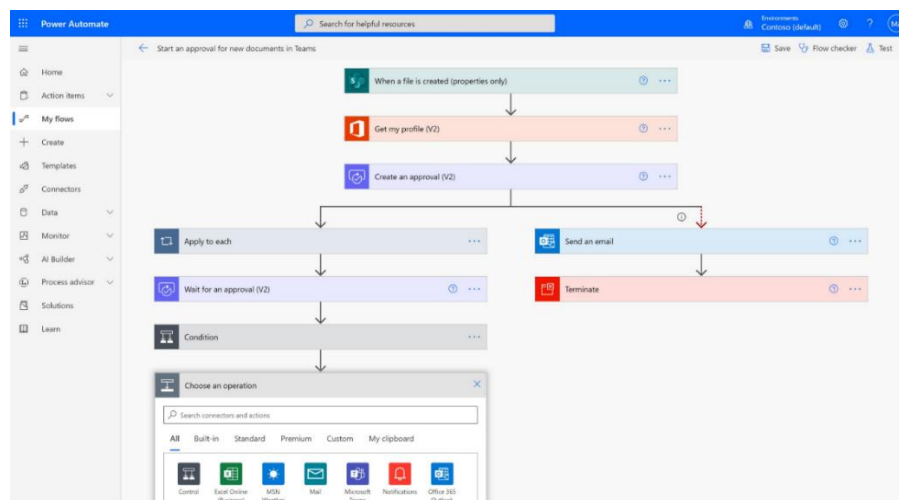 Power Automate
Search for helpful resources
Environments
Contoso (default)
?
Start an approval for new documents in Teams
Save
Flow checker
Test
Home
Action items
My flows
Create
Templates
Connectors
Data
Monitor
AI Builder
Process advisor
Solutions
Learn
When a file is created (properties only)
Get my profile (V2)
Create an approval (V2)
Apply to each
Send an email
Wait for an approval (V2)
Terminate
Condition
Choose an operation
Search connectors and actions
All Built-in Standard Premium Custom My clipboard
Control Excel Online MSN Mail Microsoft Notifications Office 365